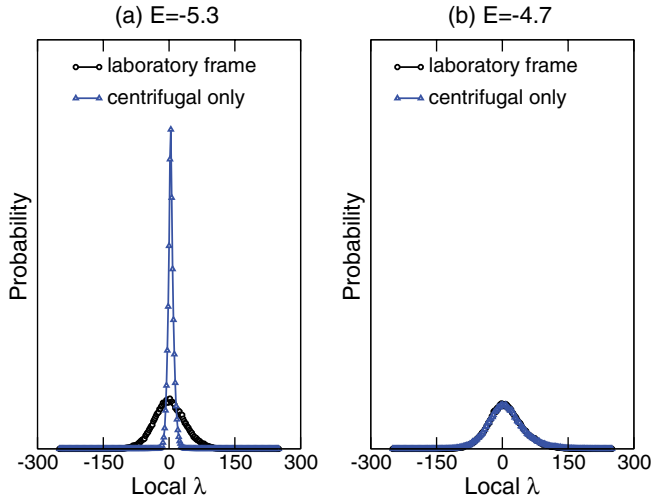 (a) E=-5.3
laboratory frame
centrifugal only
Probability
-300 -150 0 150 300
Local λ
(b) E=-4.7
laboratory frame
centrifugal only
Probability
-300 -150 0 150 300
Local λ